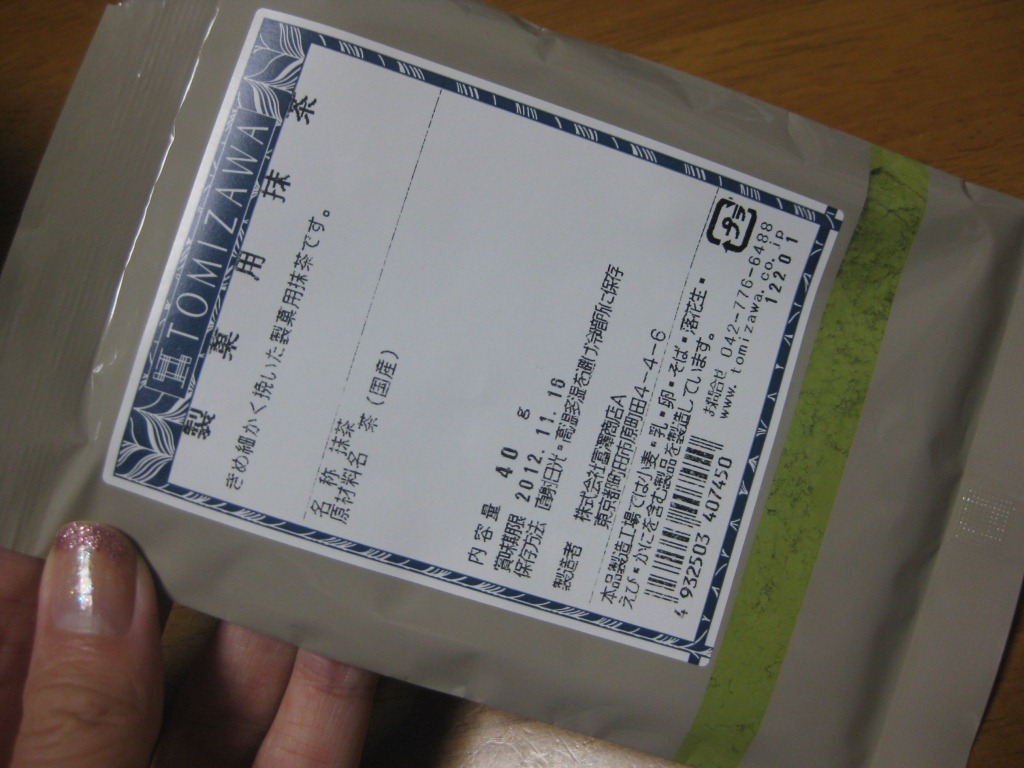 TOMIZAWA
製菓用抹茶
きめ細かく挽いた製菓用抹茶です。
名 称 抹茶
原材料名 茶(国産)
内容量 40 g
賞味期限 2012.11.16
保存方法 直射日光・高温多湿を避け冷暗所に保存
製造者 株式会社富澤商店A
東京都町田市原町田4-4-6
本品製造工場では小麦・乳・卵・そば・落花生・
えび・かにを含む製品を製造しています。
プラ
4 932503 407450
お問合せ 042-776-6488
www.tomizawa.co.jp
12201